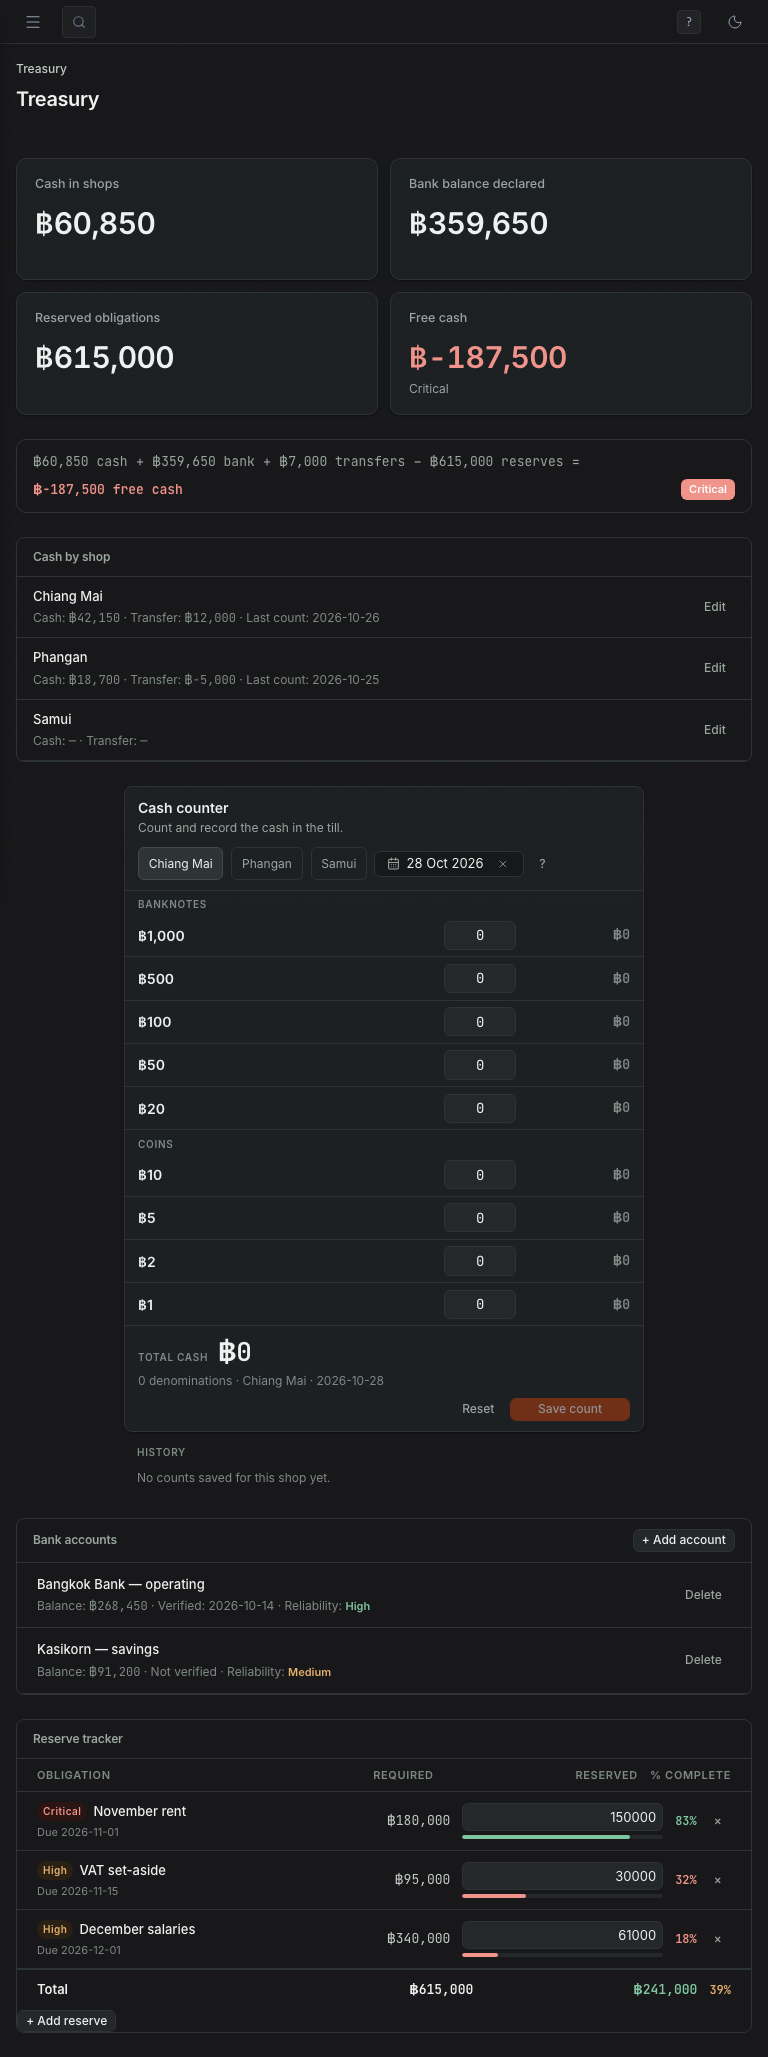 ?
Treasury
Treasury
Cash in shops
฿60,850
Bank balance declared
฿359,650
Reserved obligations
฿615,000
Free cash
฿-187,500
Critical
฿60,850 cash + ฿359,650 bank + ฿7,000 transfers − ฿615,000 reserves =
฿-187,500 free cash
Critical
Cash by shop
Chiang Mai
Cash: ฿42,150 · Transfer: ฿12,000 · Last count: 2026-10-26
Edit
Phangan
Cash: ฿18,700 · Transfer: ฿-5,000 · Last count: 2026-10-25
Edit
Samui
Cash: — · Transfer: —
Edit
Cash counter
Count and record the cash in the till.
Chiang Mai Phangan Samui 28 Oct 2026 × ?
BANKNOTES
฿1,000 0 ฿0
฿500 0 ฿0
฿100 0 ฿0
฿50 0 ฿0
฿20 0 ฿0
COINS
฿10 0 ฿0
฿5 0 ฿0
฿2 0 ฿0
฿1 0 ฿0
TOTAL CASH ฿0
0 denominations · Chiang Mai · 2026-10-28
Reset Save count
HISTORY
No counts saved for this shop yet.
Bank accounts + Add account
Bangkok Bank — operating
Balance: ฿268,450 · Verified: 2026-10-14 · Reliability: High
Delete
Kasikorn — savings
Balance: ฿91,200 · Not verified · Reliability: Medium
Delete
Reserve tracker
OBLIGATION REQUIRED RESERVED % COMPLETE
Critical November rent ฿180,000 150000 83% ×
Due 2026-11-01
High VAT set-aside ฿95,000 30000 32% ×
Due 2026-11-15
High December salaries ฿340,000 61000 18% ×
Due 2026-12-01
Total ฿615,000 ฿241,000 39%
+ Add reserve